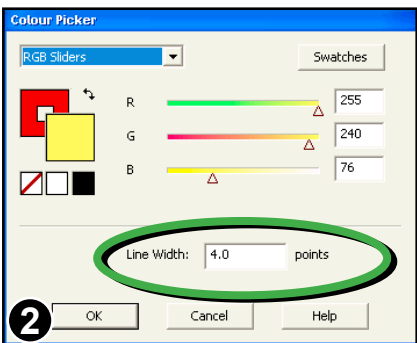 Colour Picker
RGB Sliders
Swatches
R 255
G 240
B 76
Line Width: 4.0 points
2 OK Cancel Help